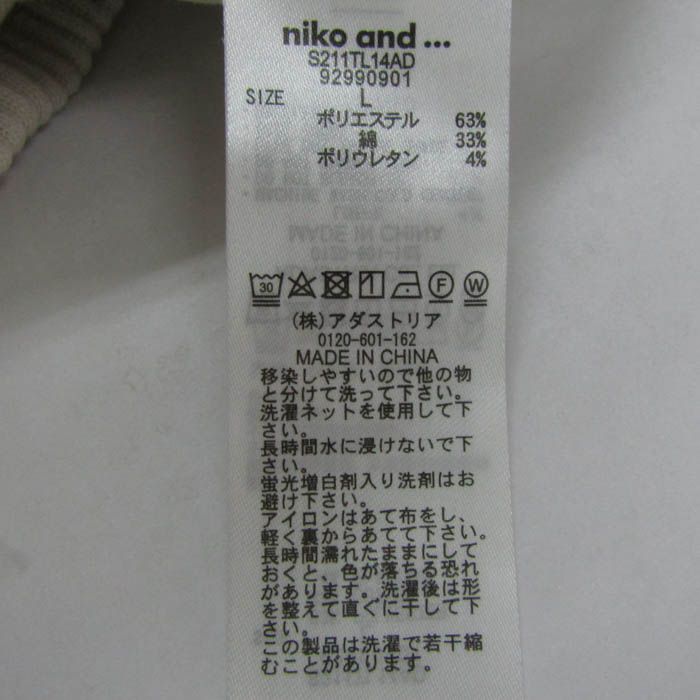 niko and ...
S211TL14AD
92990901
SIZE L
ポリエステル 63%
綿 33%
ポリウレタン 4%
30 F W
(株)アダストリア
0120-601-162
MADE IN CHINA
移染しやすいので他の物
と分けて洗って下さい。
洗濯ネットを使用して下
さい。
長時間水に浸けないで下
さい。
蛍光増白剤入り洗剤はお
避け下さい。
アイロンはあて布をし、
軽く裏からあてて下さい。
長時間濡れたままにして
おくと、色が落ちる恐れ
があります。洗濯後は形
を整えて直ぐに干して下
さい。
この製品は洗濯で若干縮
むことがあります。